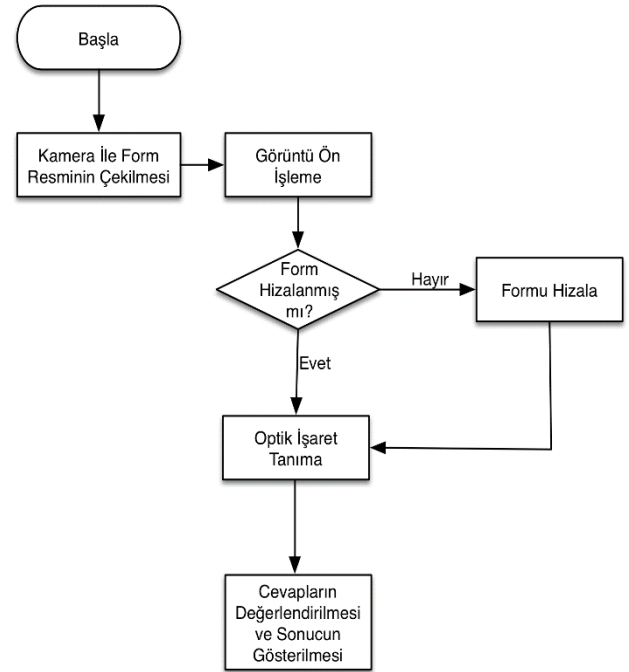 Başla
Kamera İle Form
Resminin Çekilmesi
Görüntü Ön
İşleme
Form
Hizalanmış
mı?
Hayır
Formu Hizala
Evet
Optik İşaret
Tanıma
Cevapların
Değerlendirilmesi
ve Sonucun
Gösterilmesi